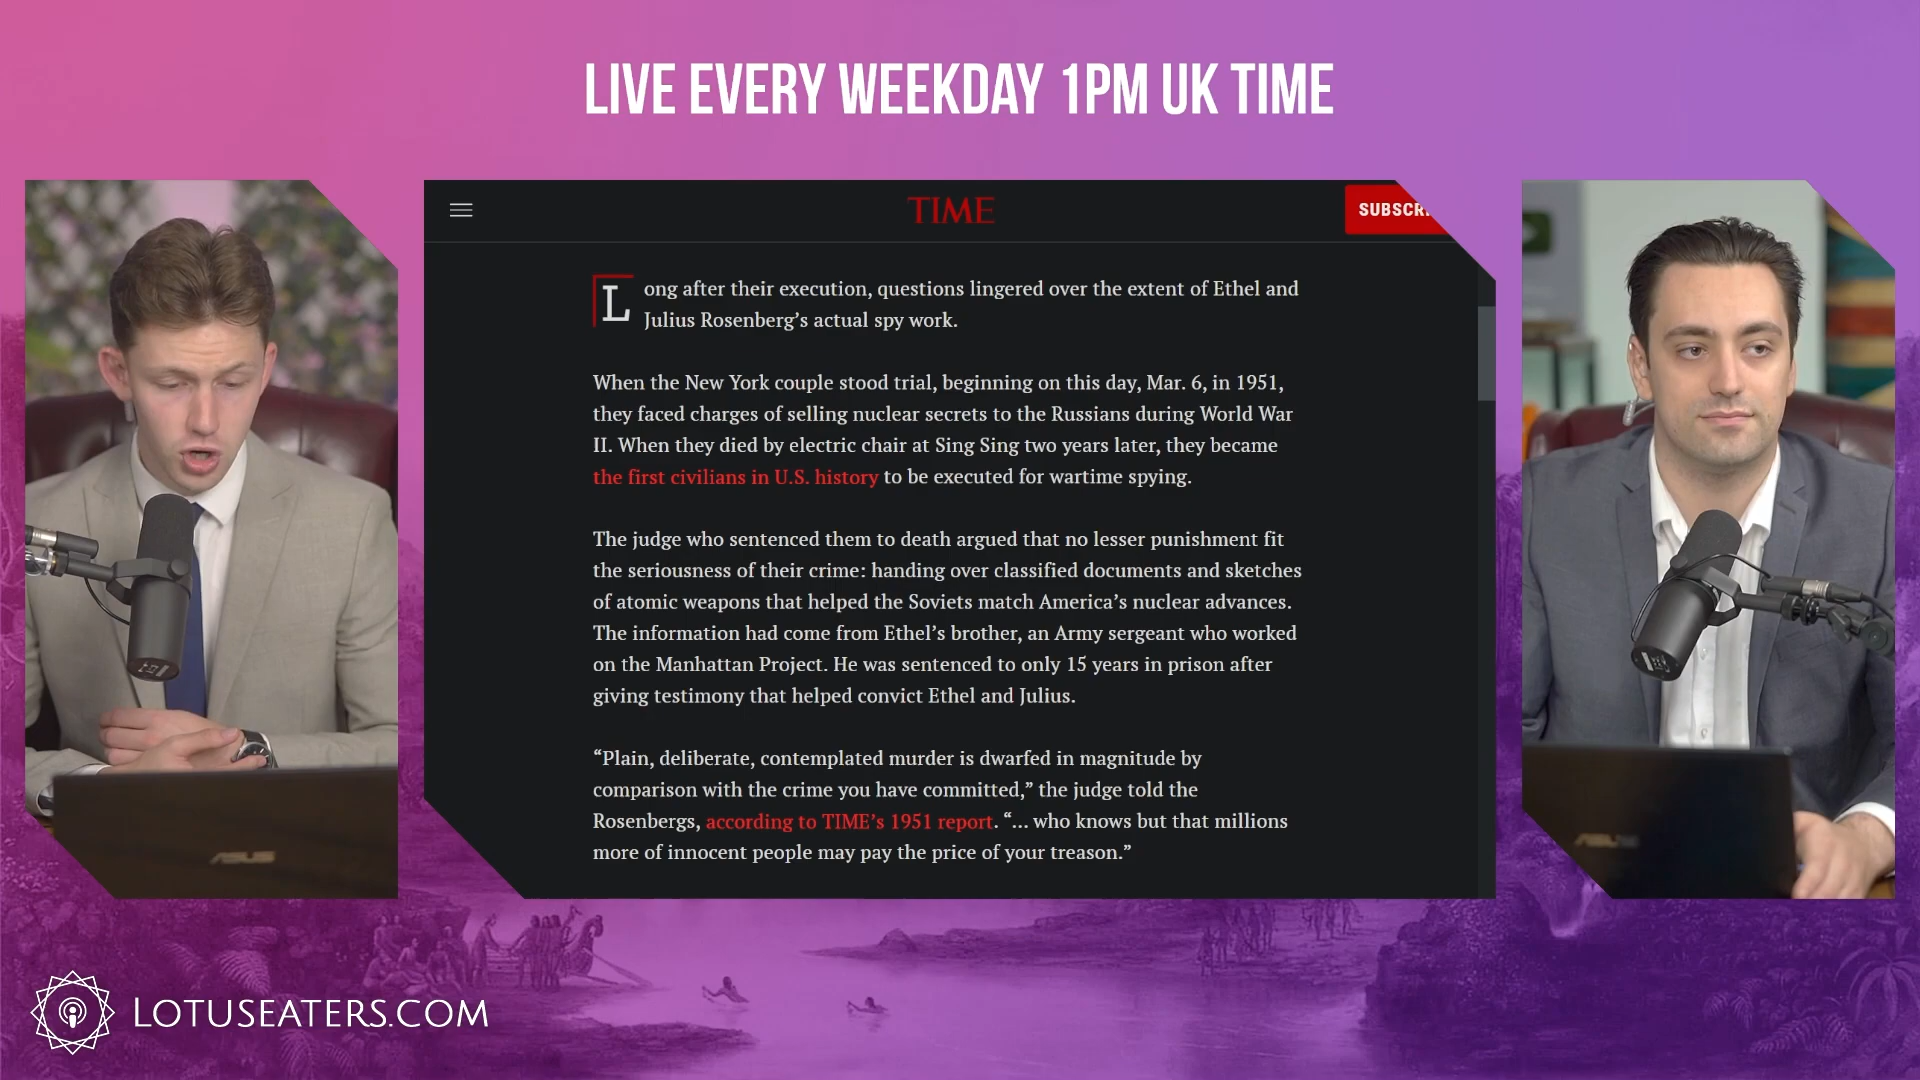 LIVE EVERY WEEKDAY 1PM UK TIME
TIME
SUBSCRI
Long after their execution, questions lingered over the extent of Ethel and
Julius Rosenberg’s actual spy work.
When the New York couple stood trial, beginning on this day, Mar. 6, in 1951,
they faced charges of selling nuclear secrets to the Russians during World War
II. When they died by electric chair at Sing Sing two years later, they became
the first civilians in U.S. history to be executed for wartime spying.
The judge who sentenced them to death argued that no lesser punishment fit
the seriousness of their crime: handing over classified documents and sketches
of atomic weapons that helped the Soviets match America’s nuclear advances.
The information had come from Ethel’s brother, an Army sergeant who worked
on the Manhattan Project. He was sentenced to only 15 years in prison after
giving testimony that helped convict Ethel and Julius.
“Plain, deliberate, contemplated murder is dwarfed in magnitude by
comparison with the crime you have committed,” the judge told the
Rosenbergs, according to TIME’s 1951 report. “... who knows but that millions
more of innocent people may pay the price of your treason.”
ASUS
ASUS
LOTUSEATERS.COM